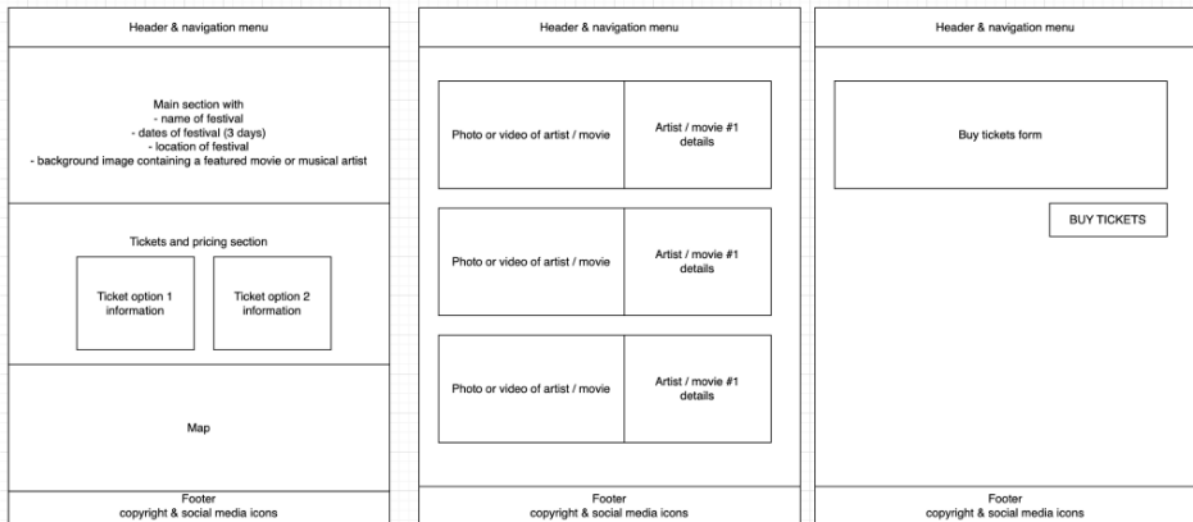 Header & navigation menu
Main section with
- name of festival
- dates of festival (3 days)
- location of festival
- background image containing a featured movie or musical artist
Tickets and pricing section
Ticket option 1
information
Ticket option 2
information
Map
Footer
copyright & social media icons
Header & navigation menu
Photo or video of artist / movie
Artist / movie #1
details
Photo or video of artist / movie
Artist / movie #1
details
Photo or video of artist / movie
Artist / movie #1
details
Footer
copyright & social media icons
Header & navigation menu
Buy tickets form
BUY TICKETS
Footer
copyright & social media icons